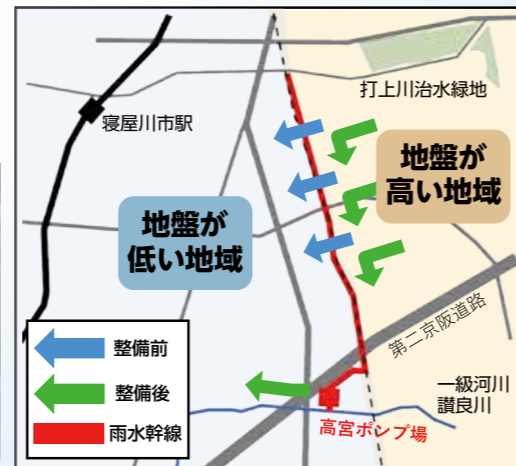 打上川治水緑地
寝屋川市駅
地盤が
高い地域
地盤が
低い地域
第二京阪道路
整備前
整備後
雨水幹線
一級河川
讃良川
高宮ポンプ場